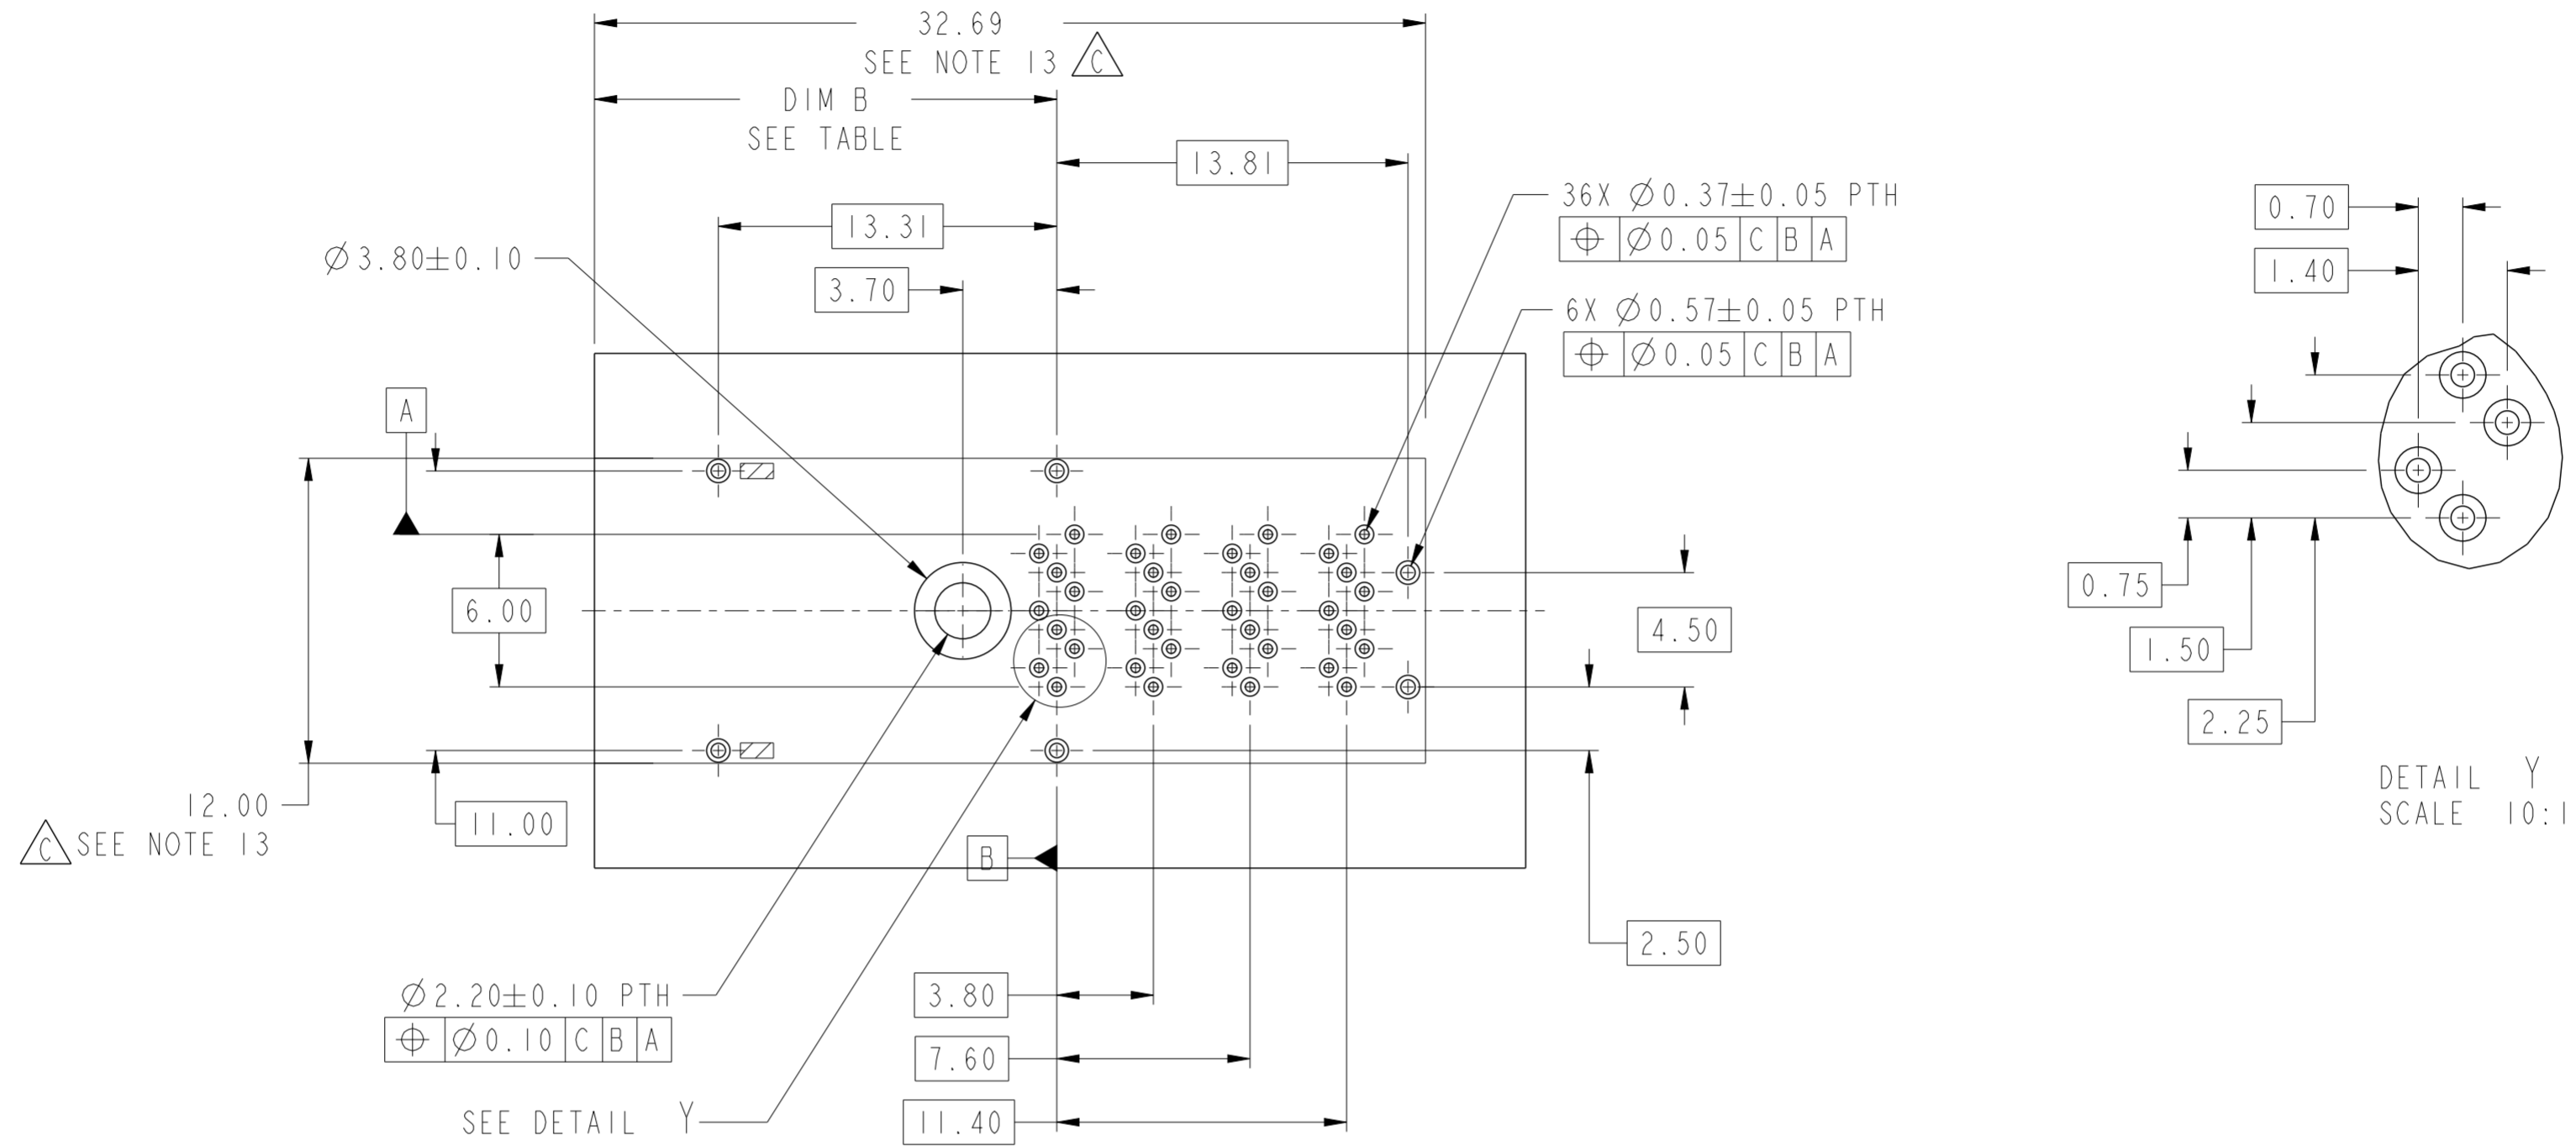 32.69
SEE NOTE 13 C
DIM B
SEE TABLE
13.81
13.31
3.70
Ø3.80±0.10
36X Ø0.37±0.05 PTH
⌖ Ø0.05 C B A
6X Ø0.57±0.05 PTH
⌖ Ø0.05 C B A
0.70
1.40
A
6.00
4.50
0.75
1.50
2.25
DETAIL Y
SCALE 10:1
12.00
C SEE NOTE 13
11.00
B
2.50
Ø2.20±0.10 PTH
⌖ Ø0.10 C B A
3.80
7.60
11.40
SEE DETAIL Y